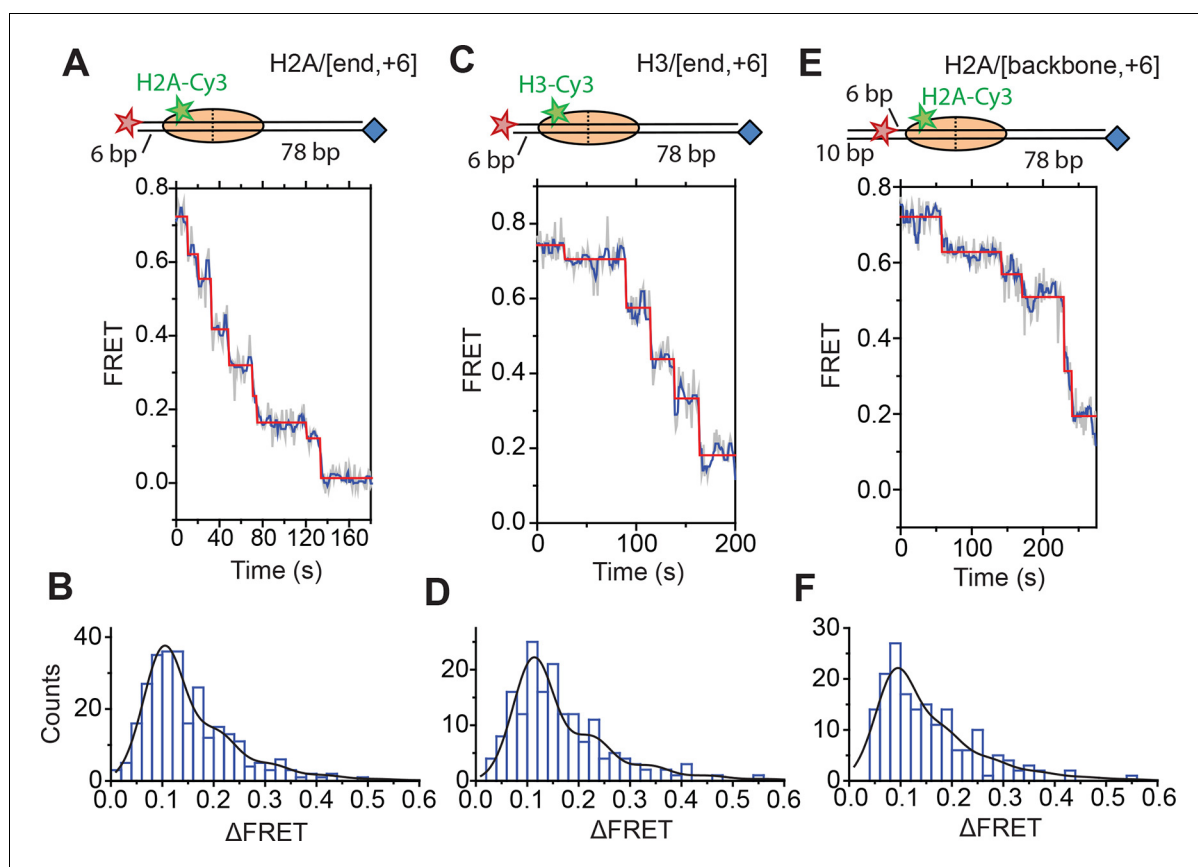 A
H2A/[end,+6]
H2A-Cy3
6 bp
78 bp
FRET
0.8
0.6
0.4
0.2
0.0
0 40 80 120 160
Time (s)
B
Counts
40
20
0
0.0 0.1 0.2 0.3 0.4 0.5 0.6
ΔFRET
C
H3/[end,+6]
H3-Cy3
6 bp
78 bp
FRET
0.8
0.6
0.4
0.2
0.0
0 100 200
Time (s)
D
20
10
0
0.0 0.1 0.2 0.3 0.4 0.5 0.6
ΔFRET
E
H2A/[backbone,+6]
6 bp
H2A-Cy3
10 bp
78 bp
FRET
0.8
0.6
0.4
0.2
0.0
0 100 200
Time (s)
F
30
20
10
0
0.0 0.1 0.2 0.3 0.4 0.5 0.6
ΔFRET